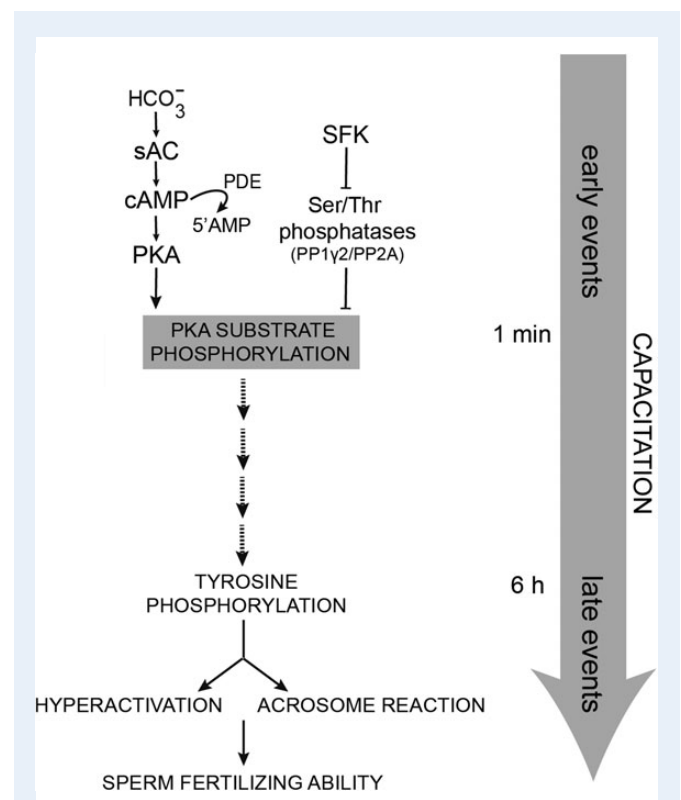 HCO₃⁻
sAC
cAMP
PDE
5'AMP
PKA
SFK
Ser/Thr
phosphatases
(PP1γ2/PP2A)
PKA SUBSTRATE
PHOSPHORYLATION
TYROSINE
PHOSPHORYLATION
HYPERACTIVATION
ACROSOME REACTION
SPERM FERTILIZING ABILITY
1 min
6 h
early events
late events
CAPACITATION